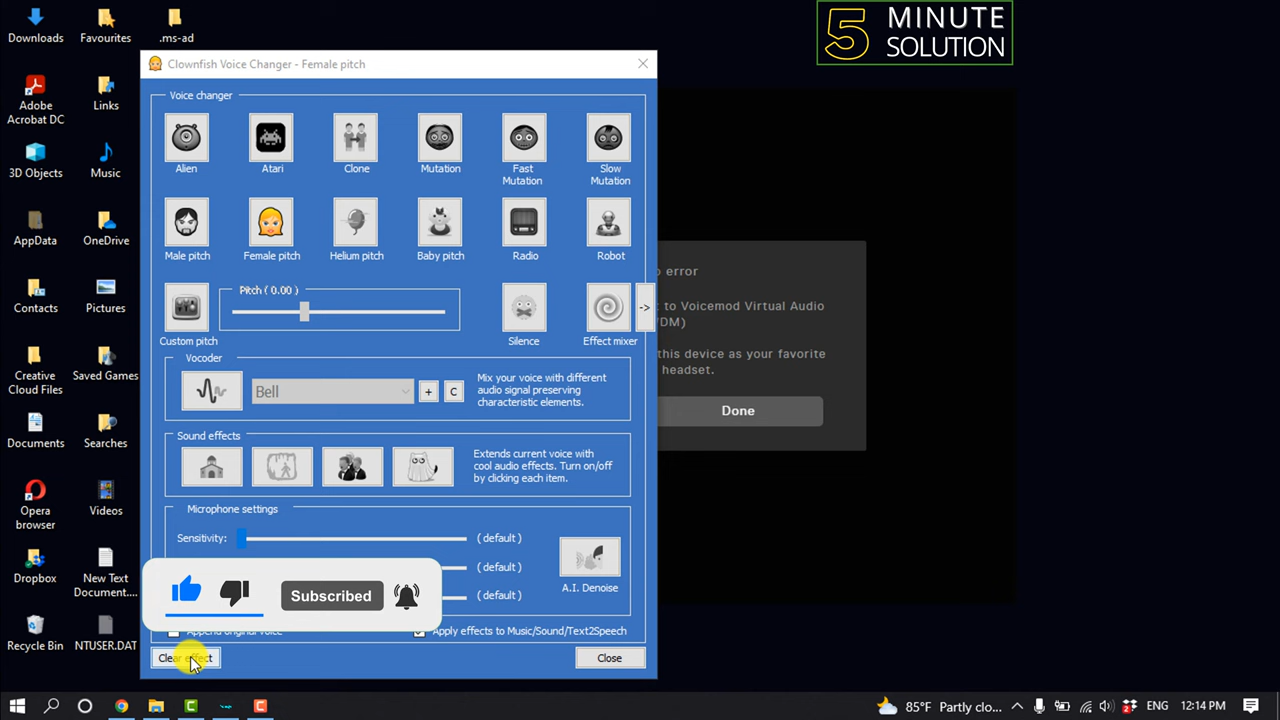 Downloads
Favourites
.ms-ad
5 MINUTE
SOLUTION
Clownfish Voice Changer - Female pitch
Adobe
Acrobat DC
Links
Voice changer
Alien
Atari
Clone
Mutation
Fast
Mutation
Slow
Mutation
3D Objects
Music
Male pitch
Female pitch
Helium pitch
Baby pitch
Radio
Robot
AppData
OneDrive
Pitch ( 0.00 )
->
Custom pitch
Silence
Effect mixer
Contacts
Pictures
o error
t to Voicemod Virtual Audio
DM)
this device as your favorite
headset.
Done
Vocoder
Bell
+
C
Mix your voice with different
audio signal preserving
characteristic elements.
Creative
Cloud Files
Saved Games
Sound effects
Extends current voice with
cool audio effects. Turn on/off
by clicking each item.
Documents
Searches
Microphone settings
Sensitivity:
( default )
( default )
( default )
A.I. Denoise
Opera
browser
Videos
Subscribed
Dropbox
New Text
Document....
Append original voice
Apply effects to Music/Sound/Text2Speech
Recycle Bin
NTUSER.DAT
Clear effect
Close
85°F Partly clo...
ENG
12:14 PM